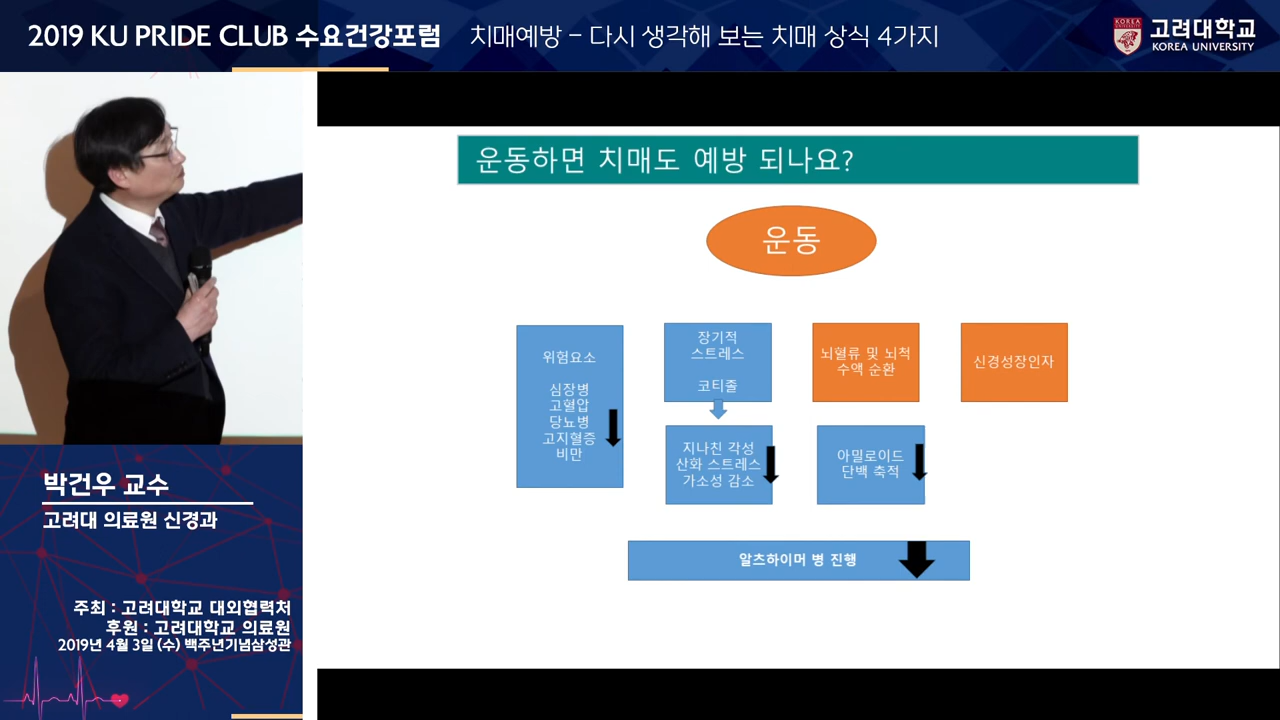 2019 KU PRIDE CLUB 수요건강포럼 치매예방 – 다시 생각해 보는 치매 상식 4가지
KOREA UNIVERSITY
고려대학교
KOREA UNIVERSITY
운동하면 치매도 예방 되나요?
운동
위험요소
심장병
고혈압
당뇨병
고지혈증
비만
장기적
스트레스
코티졸
지나친 각성
산화 스트레스
가소성 감소
뇌혈류 및 뇌척
수액 순환
아밀로이드
단백 축적
신경성장인자
알츠하이머 병 진행
박건우 교수
고려대 의료원 신경과
주최 : 고려대학교 대외협력처
후원 : 고려대학교 의료원
2019년 4월 3일 (수) 백주년기념삼성관